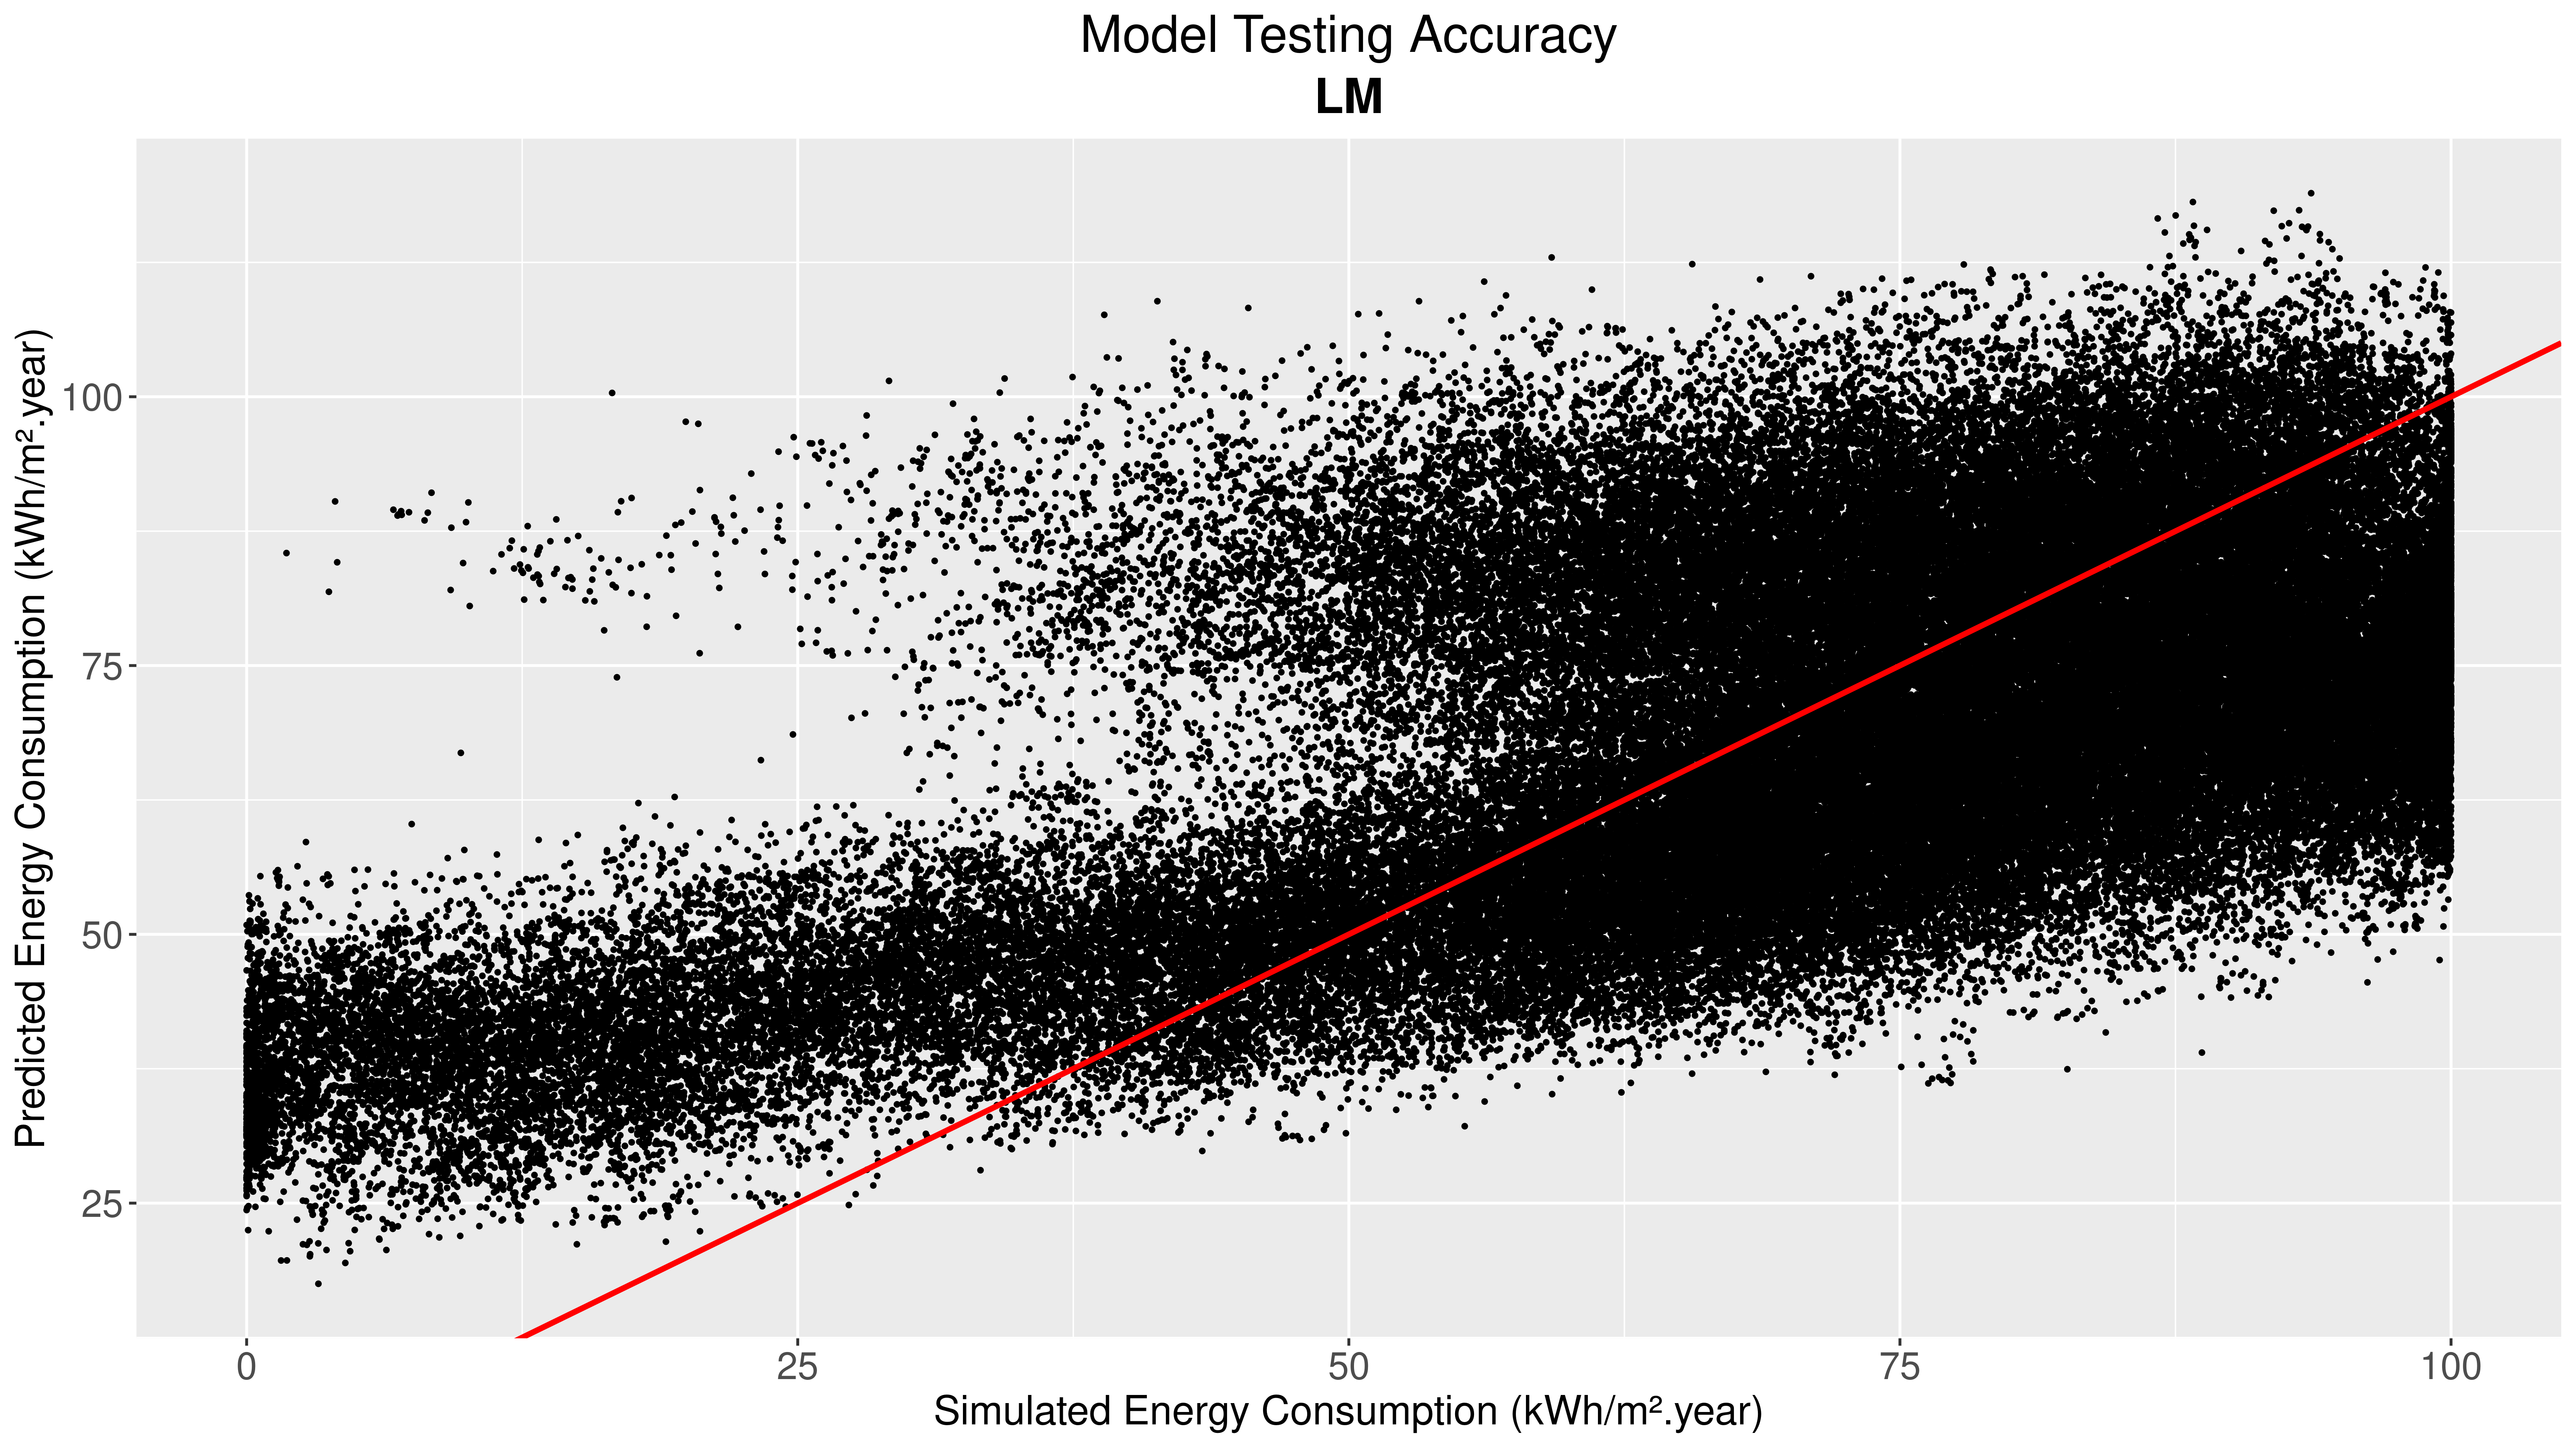 Model Testing Accuracy
LM
Predicted Energy Consumption (kWh/m².year)
100
75
50
25
0 25 50 75 100
Simulated Energy Consumption (kWh/m².year)